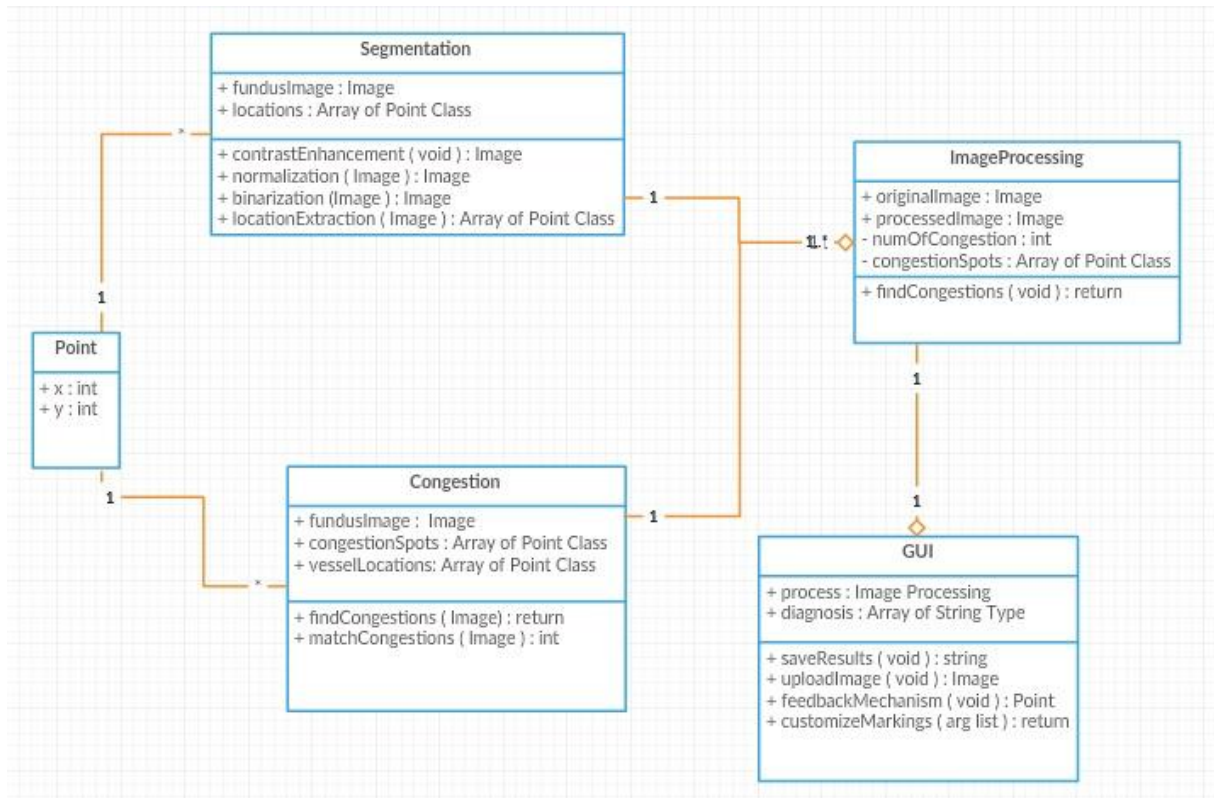 Segmentation
+ fundusImage : Image
+ locations : Array of Point Class
+ contrastEnhancement ( void ) : Image
+ normalization ( Image ) : Image
+ binarization (Image ) : Image
+ locationExtraction ( Image ) : Array of Point Class
*
1
1
ImageProcessing
+ originalImage : Image
+ processedImage : Image
- numOfCongestion : int
- congestionSpots : Array of Point Class
+ findCongestions ( void ) : return
Point
+ x : int
+ y : int
1
*
Congestion
+ fundusImage : Image
+ congestionSpots : Array of Point Class
+ vesselLocations: Array of Point Class
+ findCongestions ( Image) : return
+ matchCongestions ( Image ) : int
1
1
1
GUI
+ process : Image Processing
+ diagnosis : Array of String Type
+ saveResults ( void ) : string
+ uploadImage ( void ) : Image
+ feedbackMechanism ( void ) : Point
+ customizeMarkings ( arg list ) : return